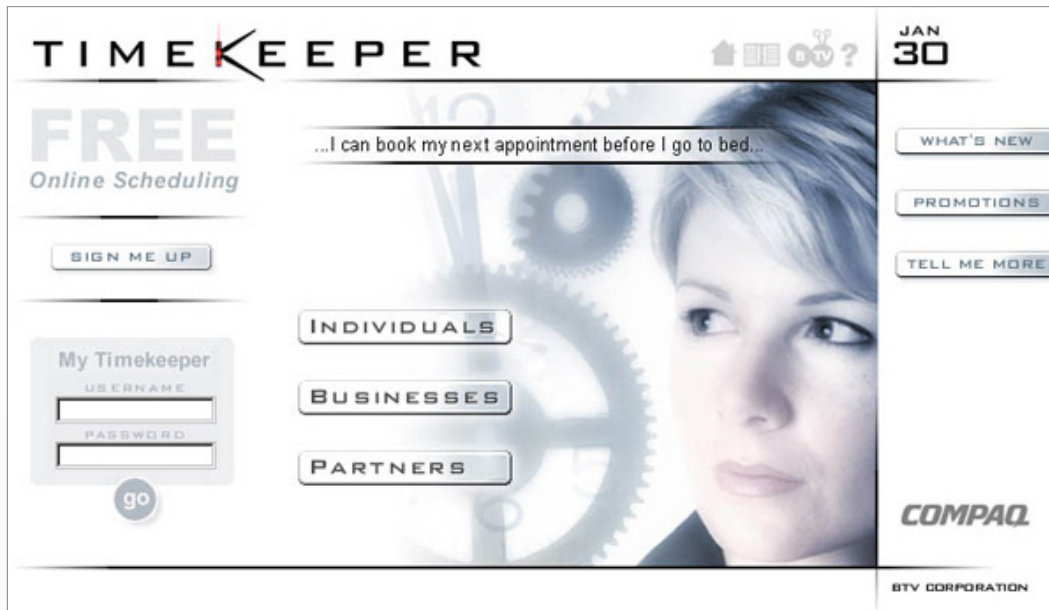 TIMEKEEPER
B TV ?
JAN
30
FREE
Online Scheduling
SIGN ME UP
My Timekeeper
USERNAME
PASSWORD
go
...I can book my next appointment before I go to bed...
INDIVIDUALS
BUSINESSES
PARTNERS
WHAT'S NEW
PROMOTIONS
TELL ME MORE
COMPAQ
BTV CORPORATION